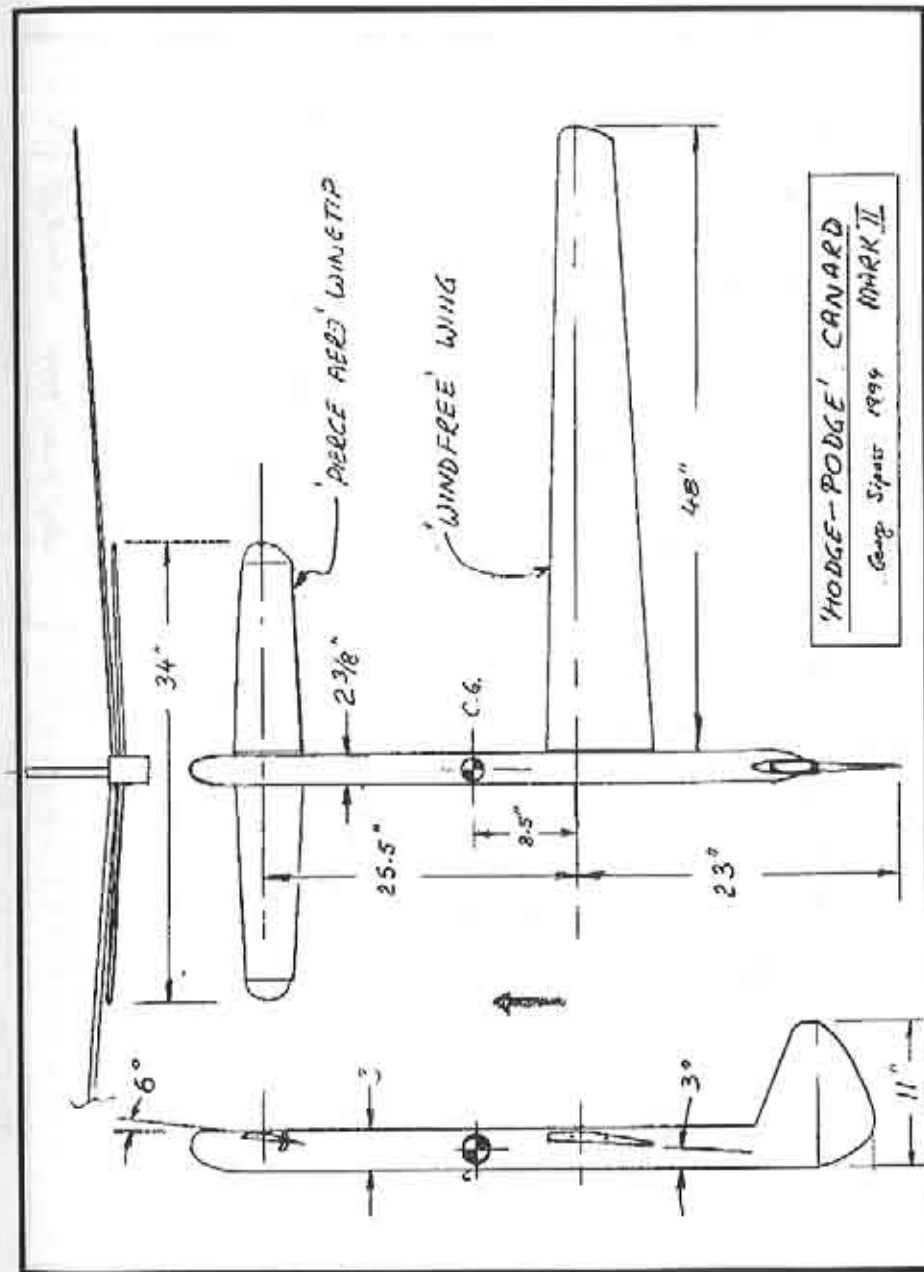 34"
'PIERCE AERO' WINGTIP
2 3/8"
C.G.
'WINDFREE' WING
25.5"
8.5"
48"
23"
6°
3°
11"
'HODGE-PODGE' CANARD
MARK II